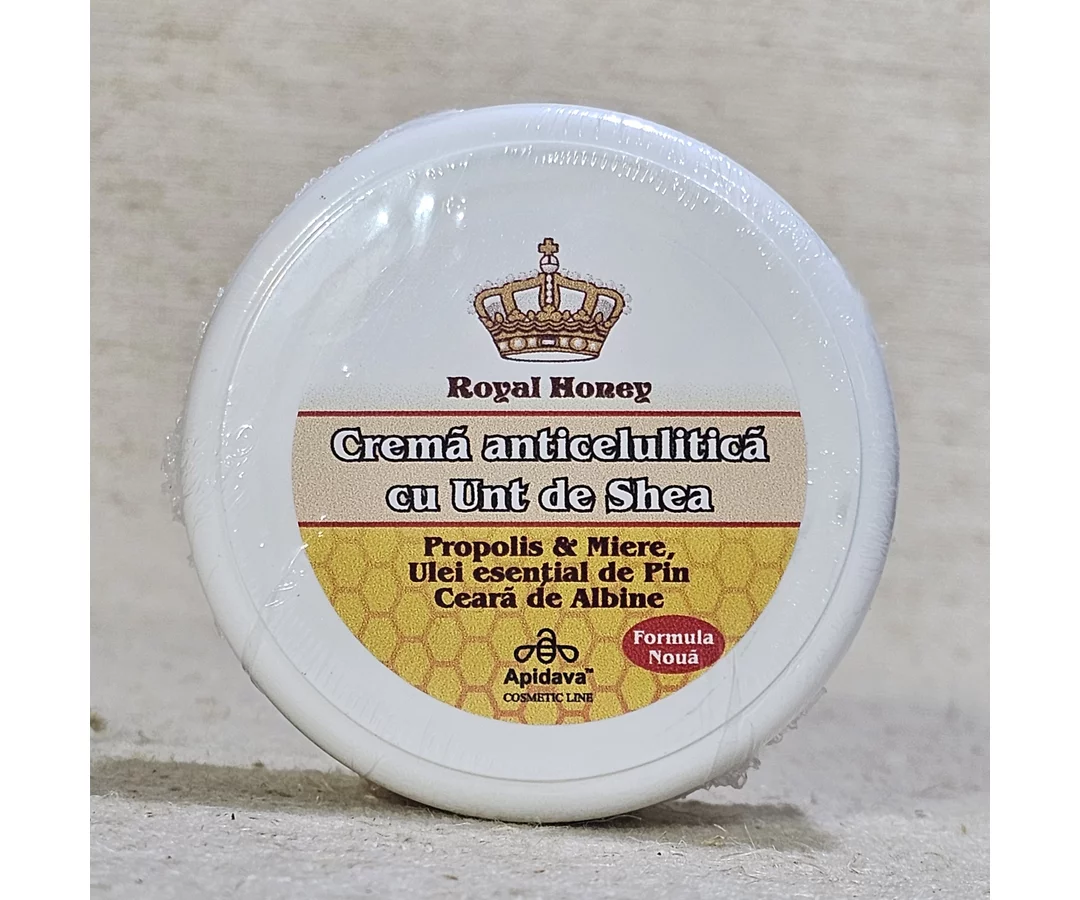 Royal Honey
Cremã anticelulitică
cu Unt de Shea
Propolis & Miere,
Ulei esențial de Pin
Ceară de Albine
Formula
Nouă
Apidava™
COSMETIC LINE